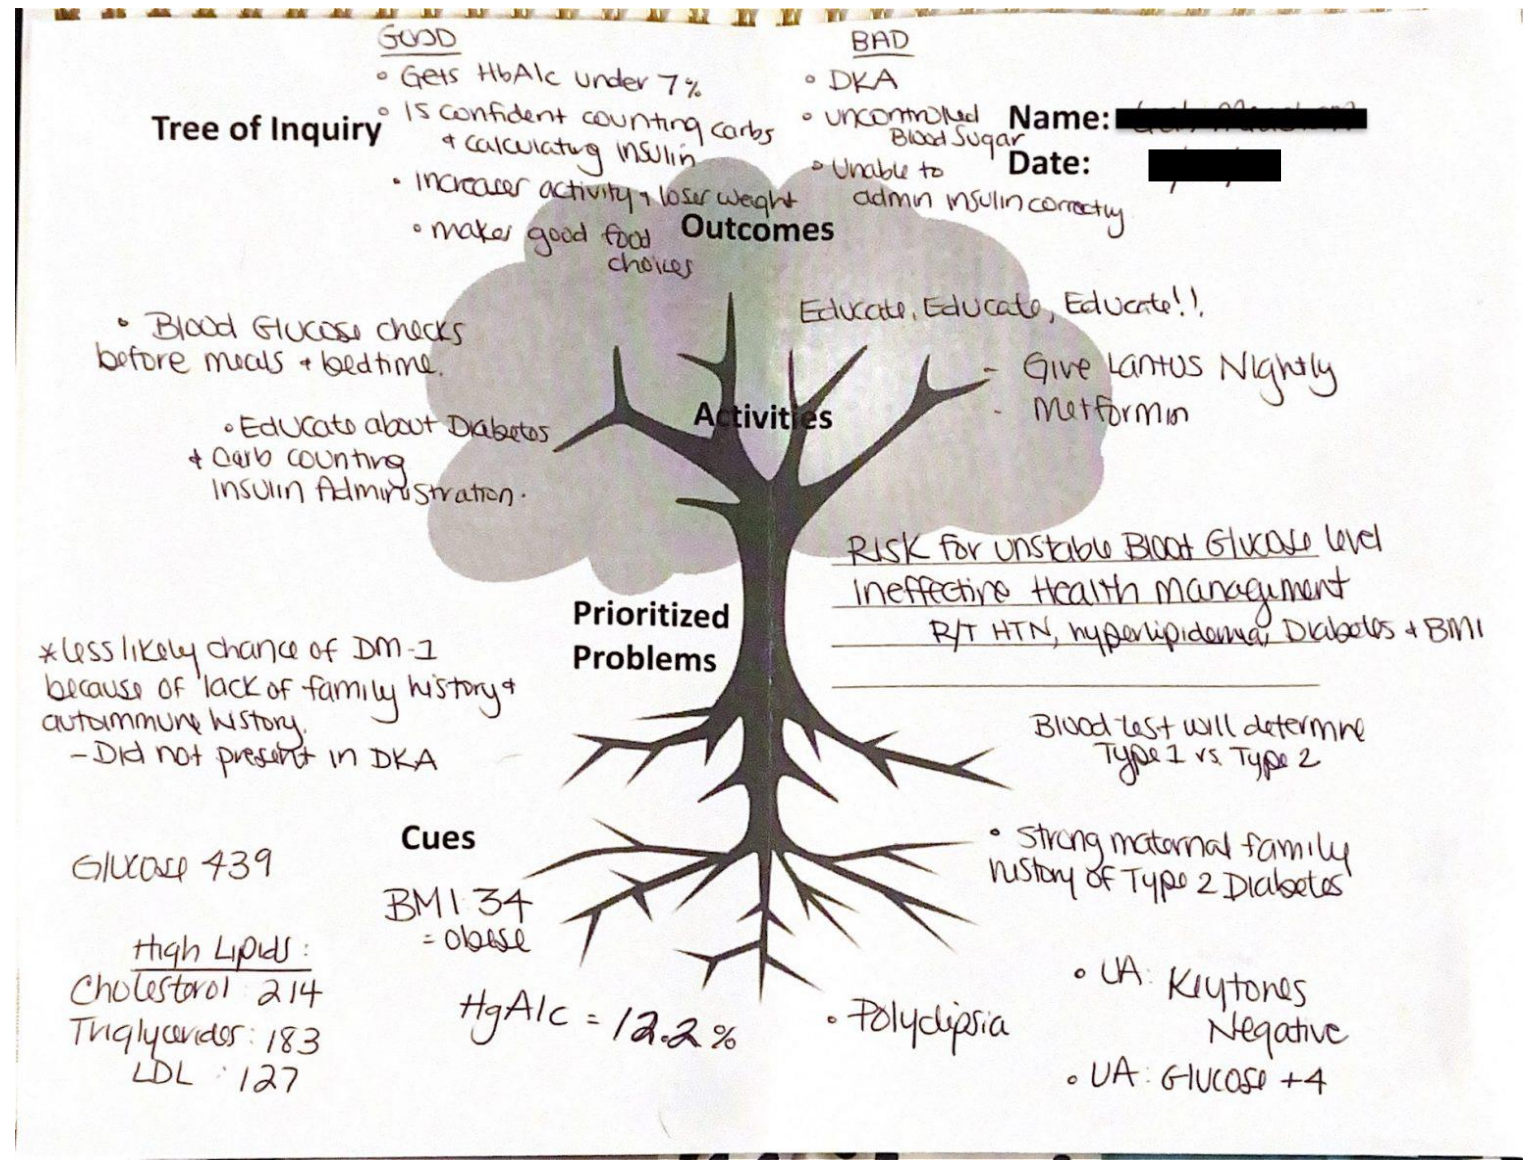 GOOD
◦ Gets HbA1c under 7%
◦ Is confident counting carbs
+ calculating insulin
• increases activity + loses weight
• makes good food
choices
BAD
◦ DKA
◦ uncontrolled
Blood Sugar
◦ Unable to
admin insulin correctly
Tree of Inquiry
Name:
Date:
Outcomes
• Blood Glucose checks
before meals + bedtime.
• Educate about Diabetes
+ Carb counting
Insulin Administration.
Educate, Educate, Educate!!
- Give Lantus Nightly
- Metformin
Activities
Prioritized
Problems
Risk for unstable Blood Glucose level
Ineffective Health Management
R/T HTN, hyperlipidemia, Diabetes + BMI
*less likely chance of DM-1
because of lack of family history +
autoimmune history.
- Did not present in DKA
Blood test will determine
Type 1 vs. Type 2
Cues
Glucose 439
BMI 34
= obese
High Lipids:
Cholesterol 214
Triglycerides: 183
LDL : 127
HgA1c = 12.2%
• Strong maternal family
history of Type 2 Diabetes
• Polydipsia
• UA: Keytones
Negative
• UA: Glucose +4